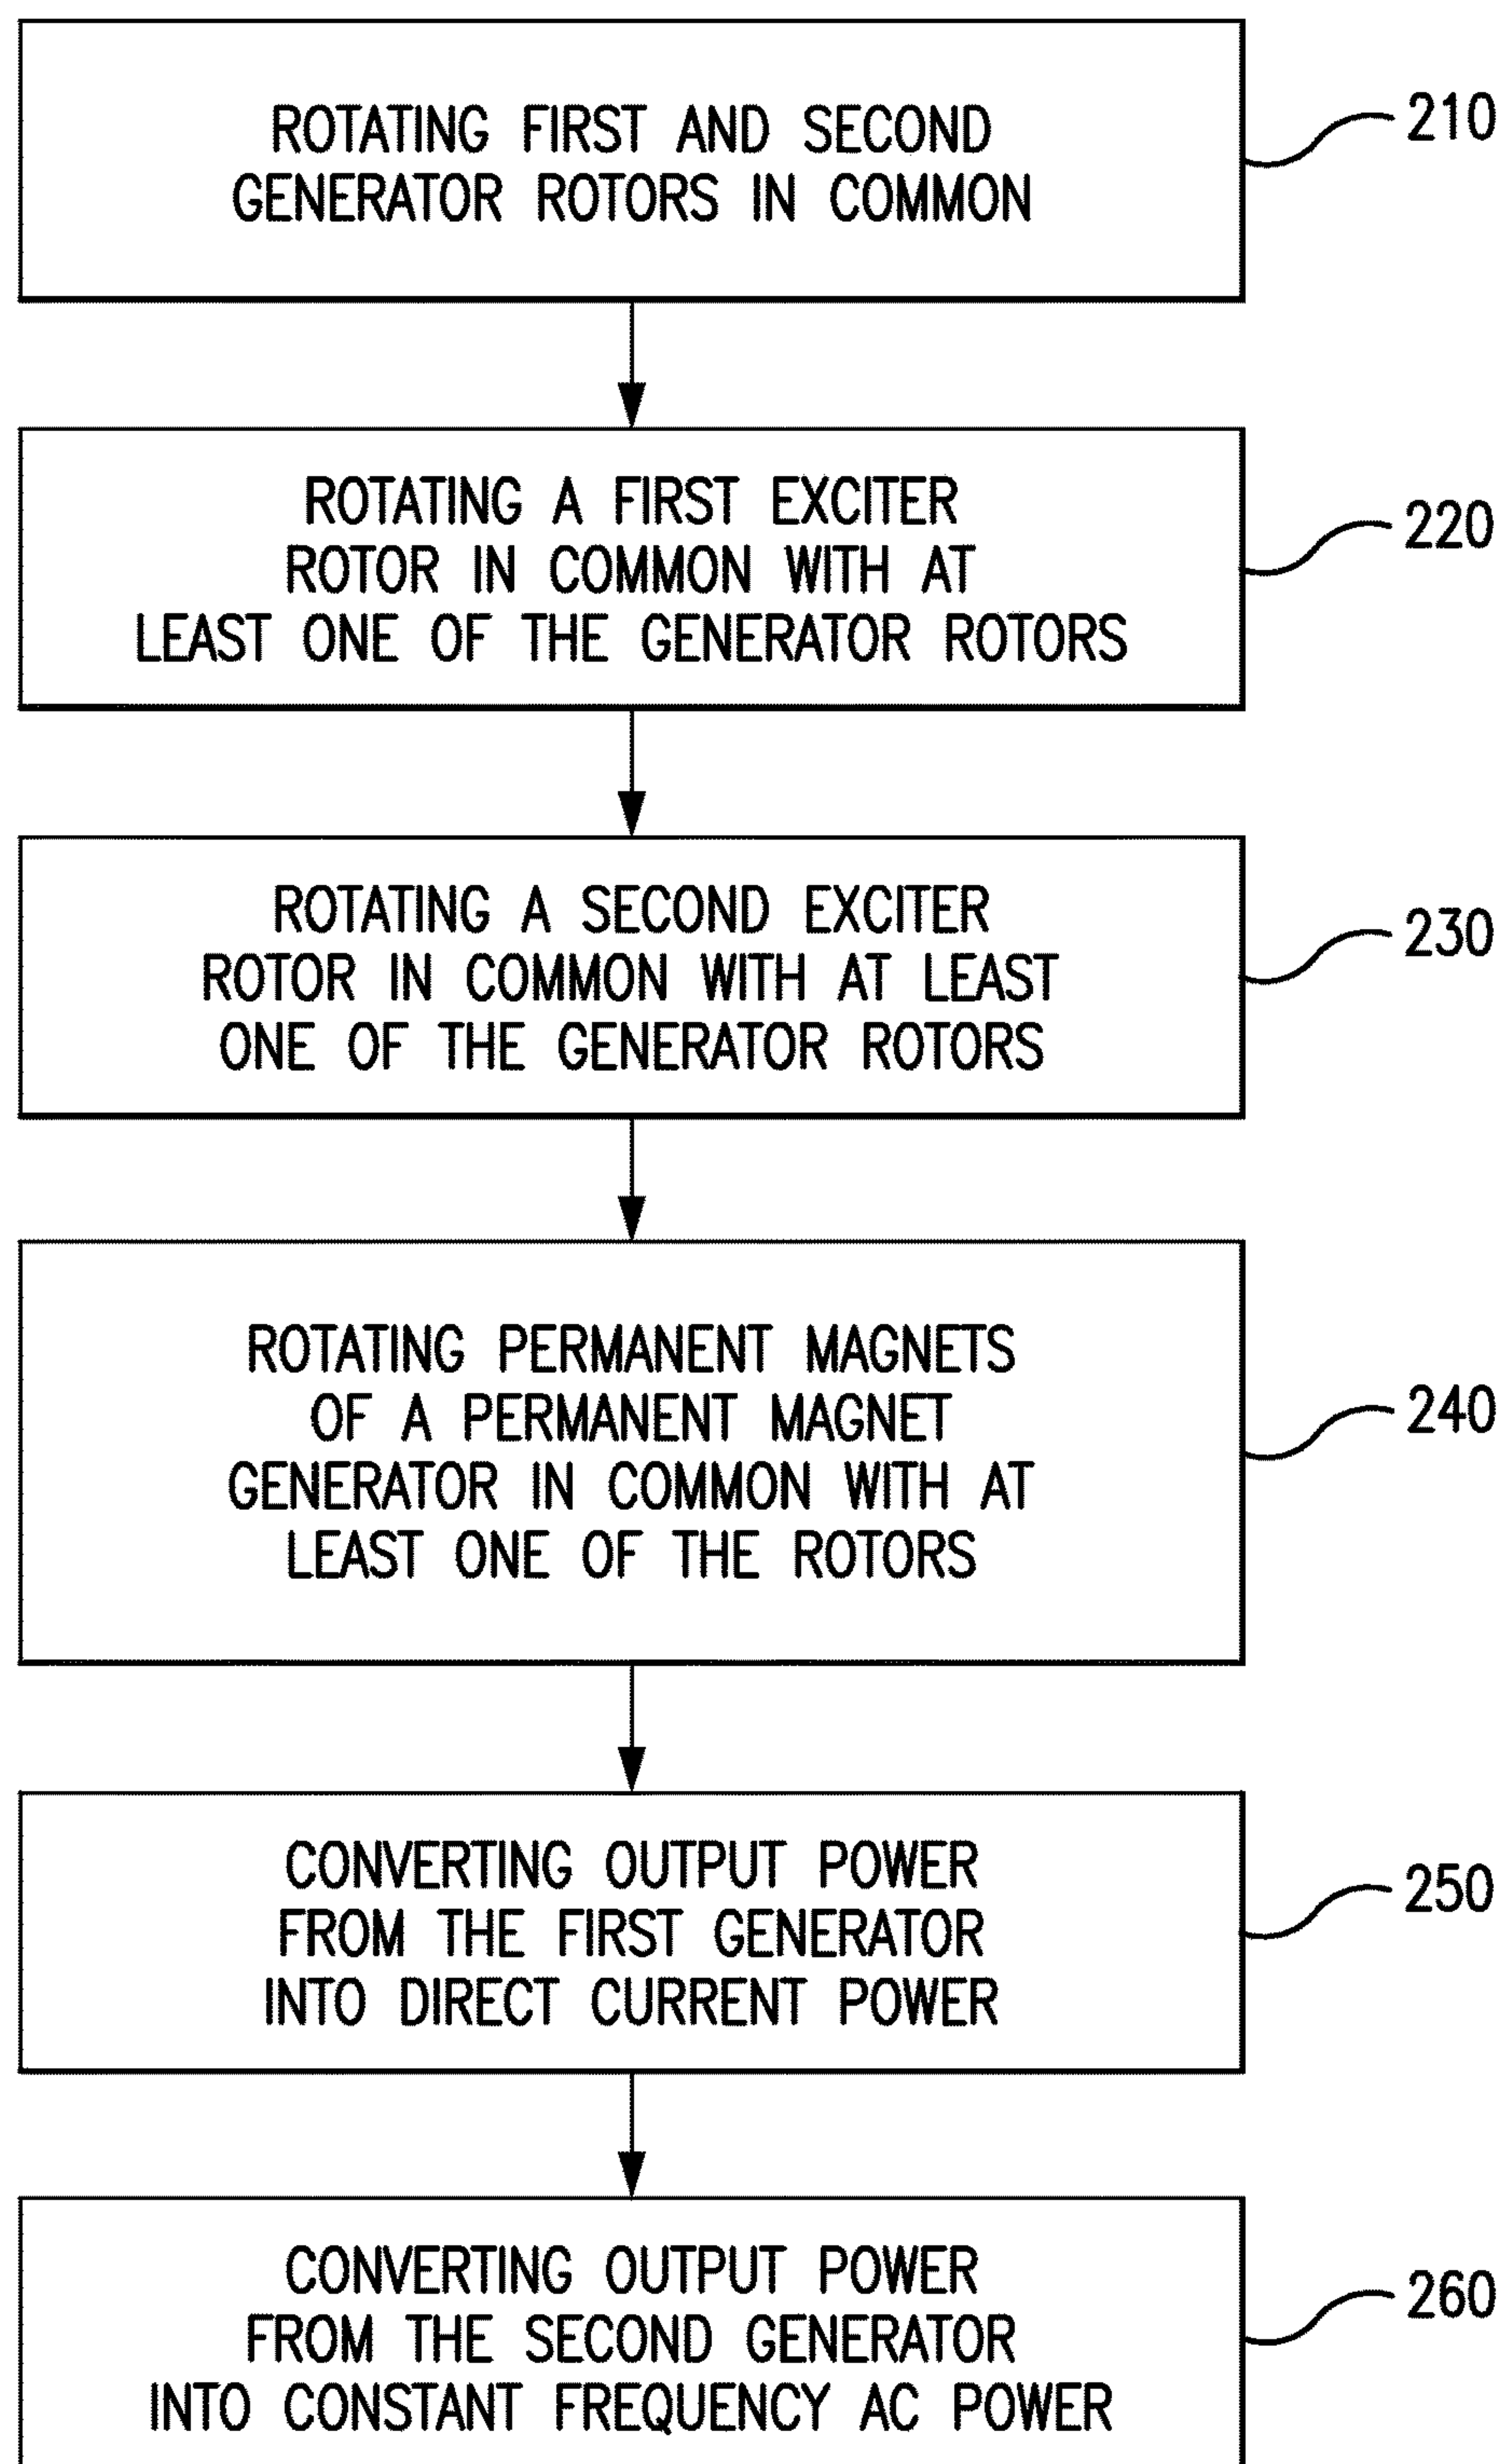 ROTATING FIRST AND SECOND
GENERATOR ROTORS IN COMMON
210
ROTATING A FIRST EXCITER
ROTOR IN COMMON WITH AT
LEAST ONE OF THE GENERATOR ROTORS
220
ROTATING A SECOND EXCITER
ROTOR IN COMMON WITH AT LEAST
ONE OF THE GENERATOR ROTORS
230
ROTATING PERMANENT MAGNETS
OF A PERMANENT MAGNET
GENERATOR IN COMMON WITH AT
LEAST ONE OF THE ROTORS
240
CONVERTING OUTPUT POWER
FROM THE FIRST GENERATOR
INTO DIRECT CURRENT POWER
250
CONVERTING OUTPUT POWER
FROM THE SECOND GENERATOR
INTO CONSTANT FREQUENCY AC POWER
260